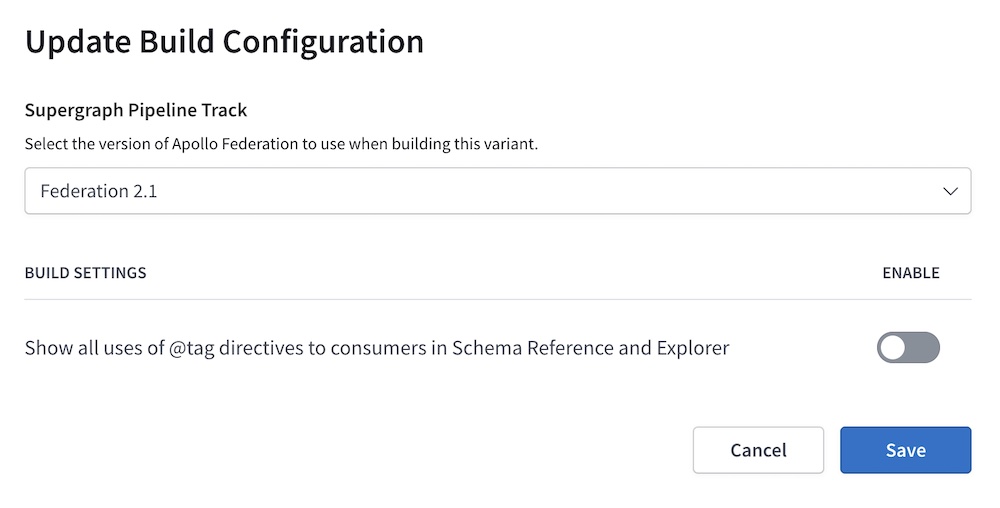 Update Build Configuration
Supergraph Pipeline Track
Select the version of Apollo Federation to use when building this variant.
Federation 2.1
BUILD SETTINGS ENABLE
Show all uses of @tag directives to consumers in Schema Reference and Explorer
Cancel Save